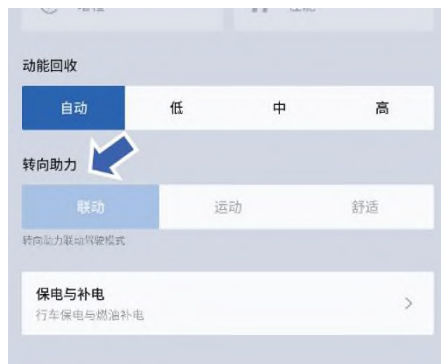 动能回收
自动 低 中 高
转向助力
联动 运动 舒适
转向助力联动驾驶模式
保电与补电
行车保电与燃油补电